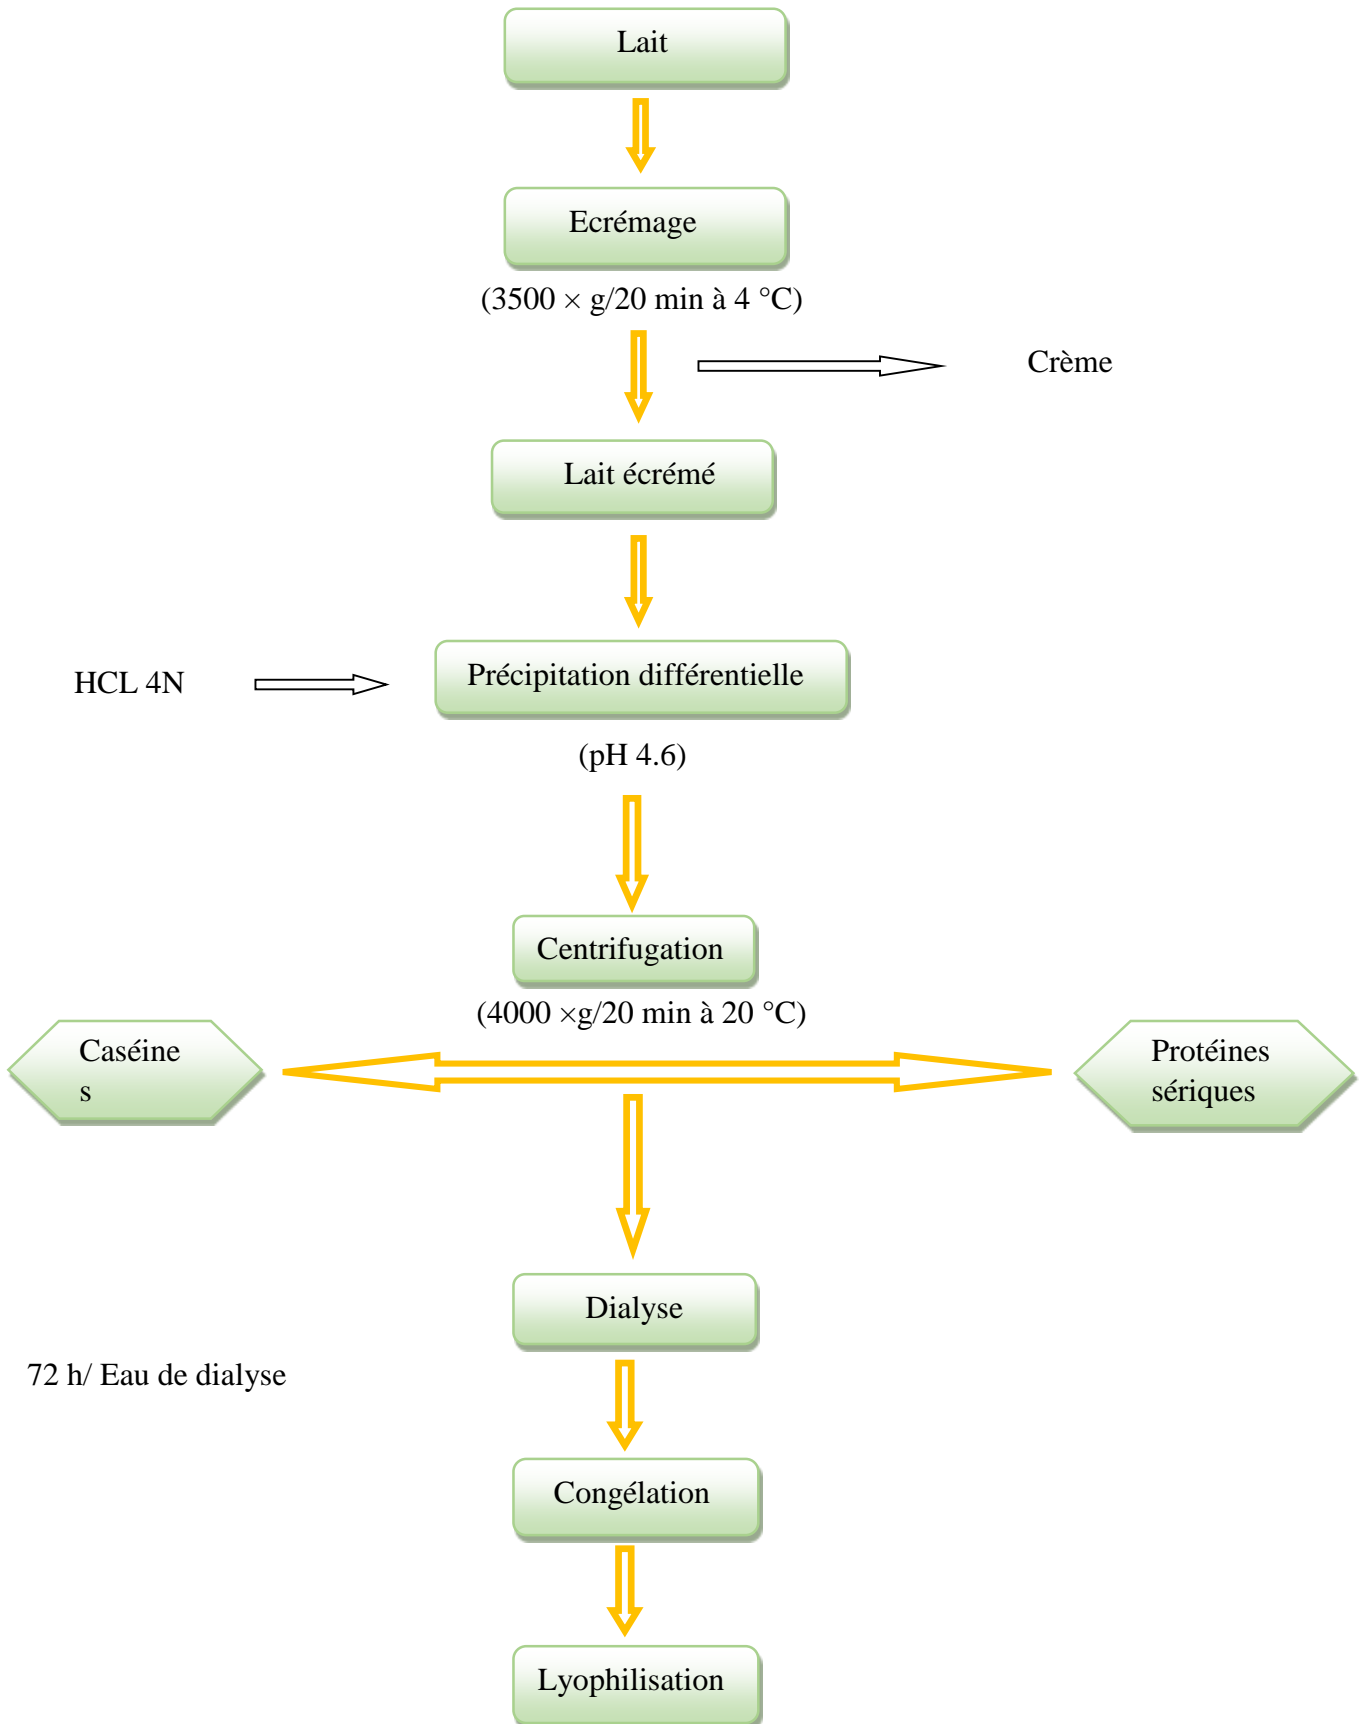 Lait
Ecrémage
(3500 × g/20 min à 4 °C)
Crème
Lait écrémé
HCL 4N
Précipitation différentielle
(pH 4.6)
Centrifugation
(4000 ×g/20 min à 20 °C)
Caséine
s
Protéines
sériques
Dialyse
72 h/ Eau de dialyse
Congélation
Lyophilisation